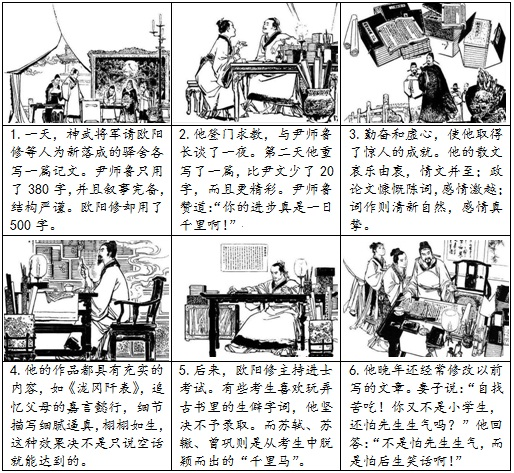 1.一天，神武将军请欧阳
修等人为新落成的驿舍各
写一篇记文。尹师鲁只用
了 380 字，并且叙事完备，
结构严谨。欧阳修却用了
500 字。
2.他登门求教，与尹师鲁
长谈了一夜。第二天他重
写了一篇，比尹文少了 20
字，而且更精彩。尹师鲁
赞道：“你的进步真是一日
千里啊！”
3.勤奋和虚心，使他取得
了惊人的成就。他的散文
哀乐由衷，情文并至；政
论文慷慨陈词，感情激越；
词作则清新自然，感情真
挚。
4.他的作品都具有充实的
内容，如《泷冈阡表》，追
忆父母的嘉言懿行，细节
描写细腻逼真，栩栩如生，
这种效果决不是只说空话
就能达到的。
5.后来，欧阳修主持进士
考试。有些考生喜欢玩弄
古书里的生僻字词，他坚
决不予录取。而苏轼、苏
辙、曾巩则是从考生中脱
颖而出的“千里马”。
6.他晚年还经常修改以前
写的文章。妻子说：“自找
苦吃！你又不是小学生，
还怕先生生气吗？” 他回
答：“不是怕先生生气，而
是怕后生笑话啊！”